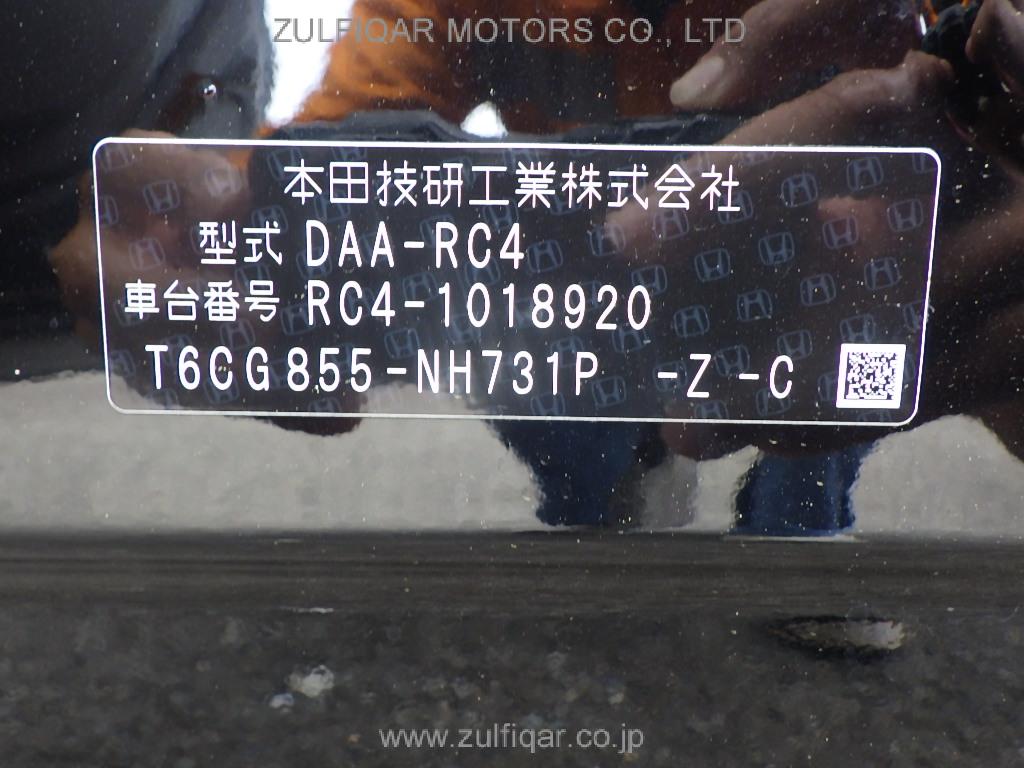 ZULFIQAR MOTORS CO., LTD
本田技研工業株式会社
型式 DAA-RC4
車台番号 RC4-1018920
T6CG855-NH731P -Z -C
www.zulfiqar.co.jp